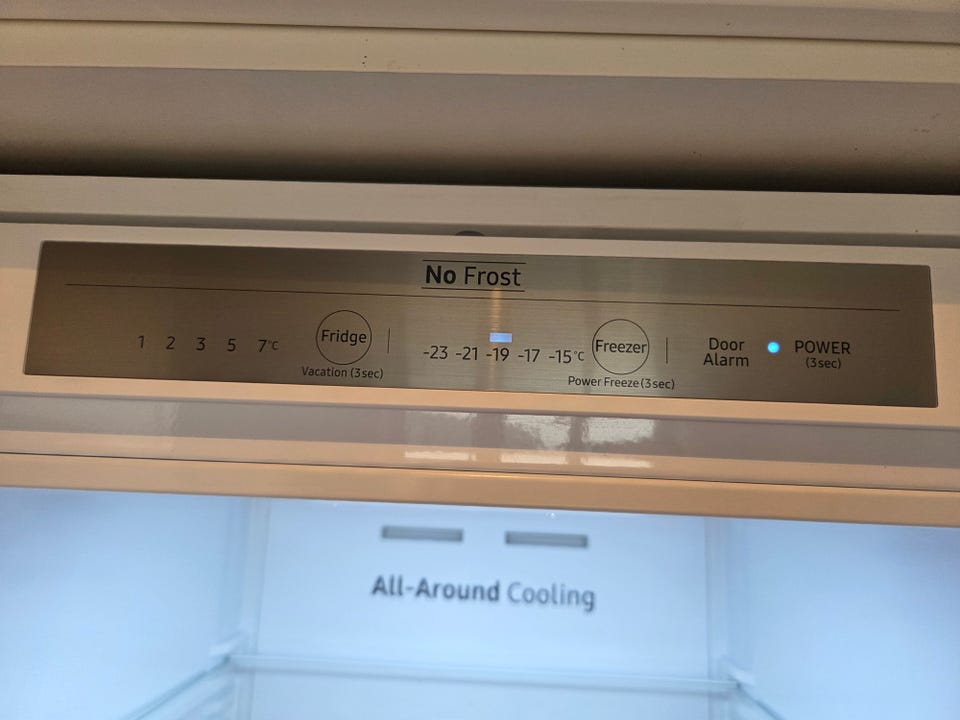 No Frost
1 2 3 5 7°C
Fridge
Vacation (3sec)
-23 -21 -19 -17 -15°C
Freezer
Power Freeze (3sec)
Door
Alarm
POWER
(3sec)
All-Around Cooling